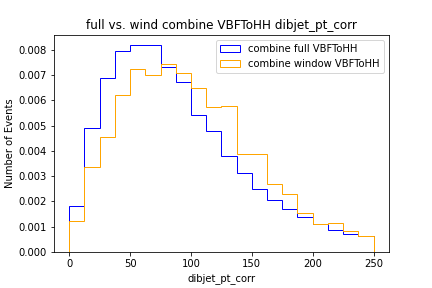 full vs. wind combine VBFToHH dibjet_pt_corr
combine full VBFToHH
combine window VBFToHH
Number of Events
0.008
0.007
0.006
0.005
0.004
0.003
0.002
0.001
0.000
0 50 100 150 200 250
dibjet_pt_corr